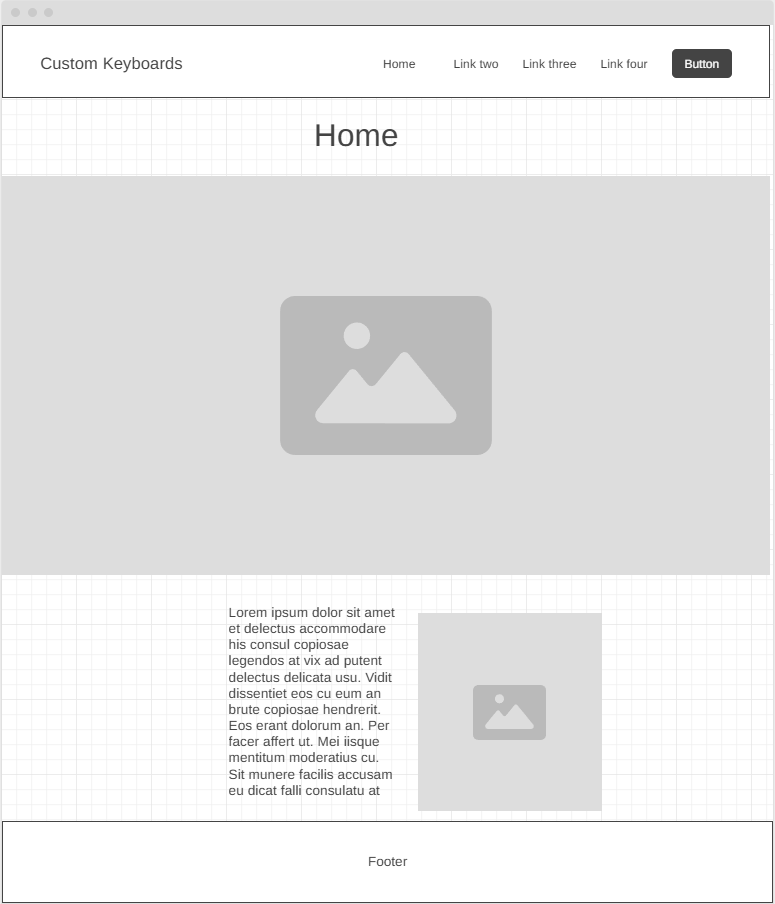 Custom Keyboards
Home
Link two
Link three
Link four
Button
Home
Lorem ipsum dolor sit amet
et delectus accommodare
his consul copiosae
legendos at vix ad putent
delectus delicata usu. Vidit
dissentiet eos cu eum an
brute copiosae hendrerit.
Eos erant dolorum an. Per
facer affert ut. Mei iisque
mentitum moderatius cu.
Sit munere facilis accusam
eu dicat falli consulatu at
Footer